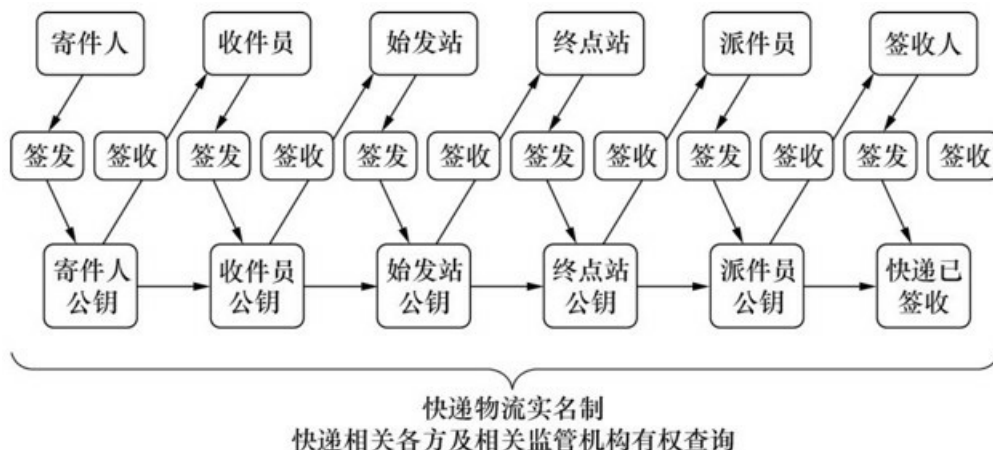 寄件人 收件员 始发站 终点站 派件员 签收人
签发 签收 签发 签收 签发 签收 签发 签收 签发 签收 签发 签收
寄件人 收件员 始发站 终点站 派件员 快递已
公钥 公钥 公钥 公钥 公钥 签收
快递物流实名制
快递相关各方及相关监管机构有权查询